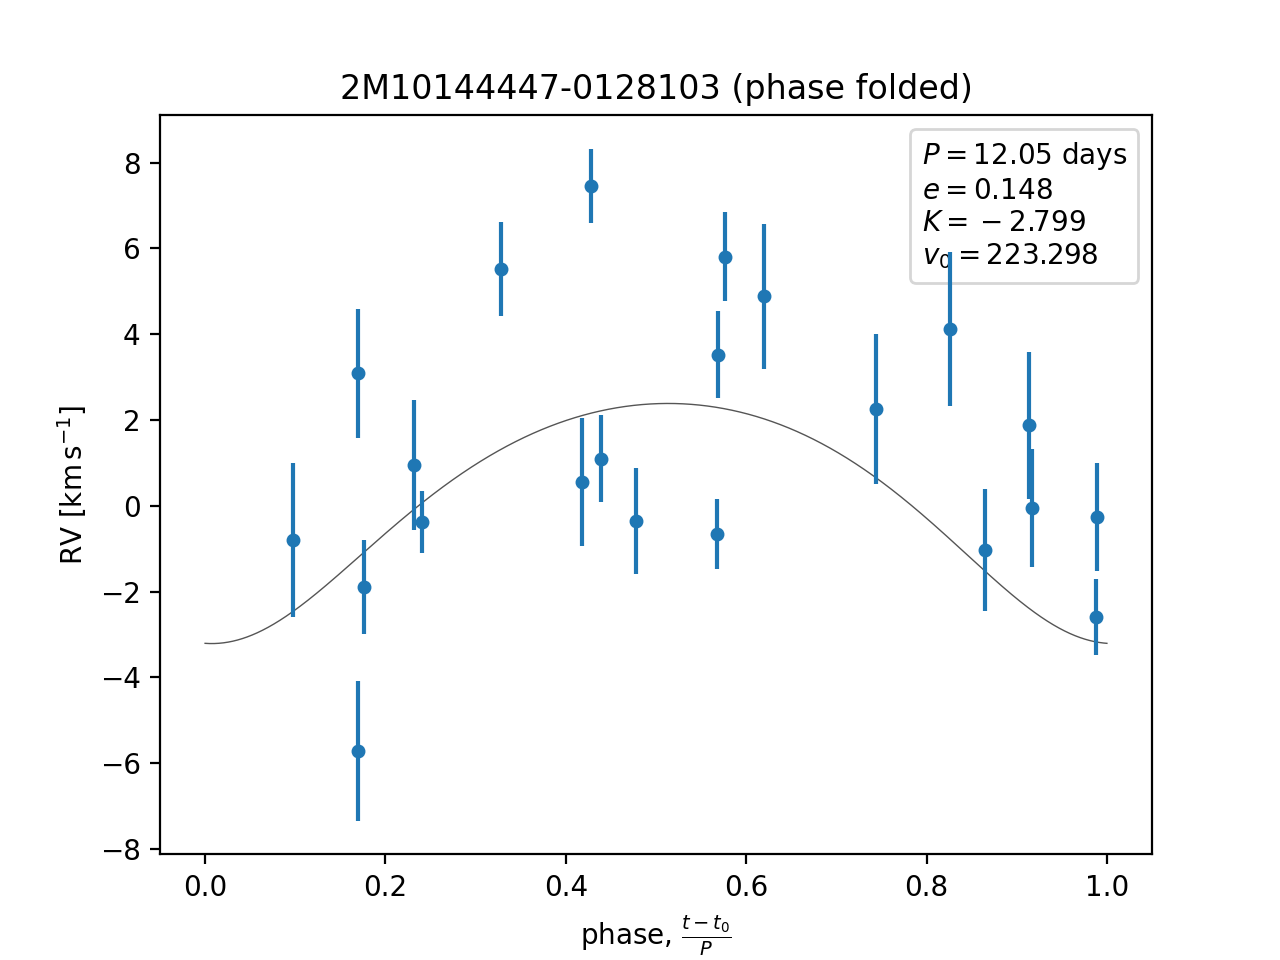 2M10144447-0128103 (phase folded)
P = 12.05 days
e = 0.148
K = −2.799
v₀ = 223.298
RV [km s⁻¹]
8
6
4
2
0
−2
−4
−6
−8
0.0 0.2 0.4 0.6 0.8 1.0
phase, (t − t₀)/P